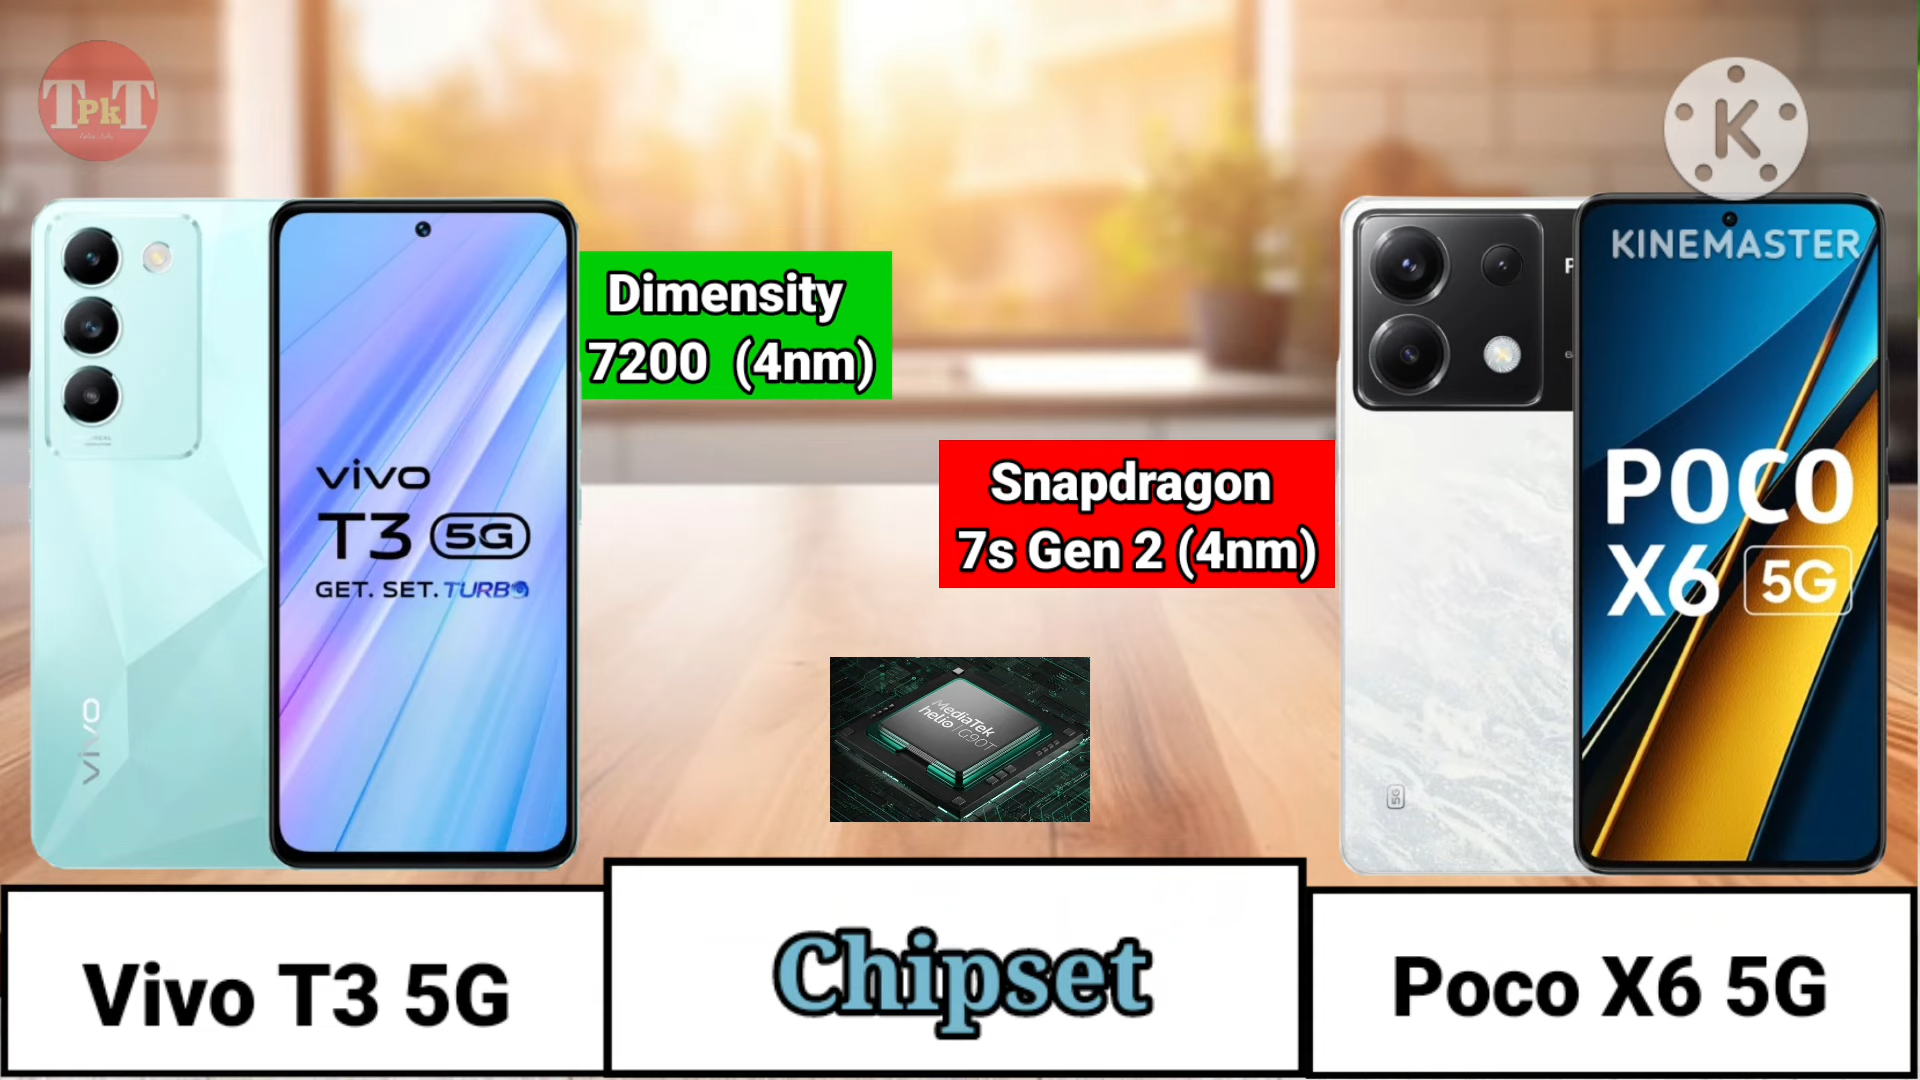 TPkT
K
KINEMASTER
Dimensity
7200 (4nm)
Snapdragon
7s Gen 2 (4nm)
vivo
T3 5G
GET. SET. TURBO
vivo
POCO
X6 5G
5G
MediaTek
helio G90T
Vivo T3 5G
Chipset
Poco X6 5G